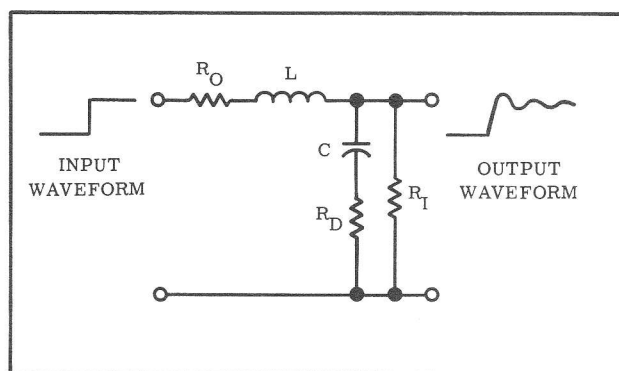 R_O
L
C
R_D
R_I
INPUT
WAVEFORM
OUTPUT
WAVEFORM